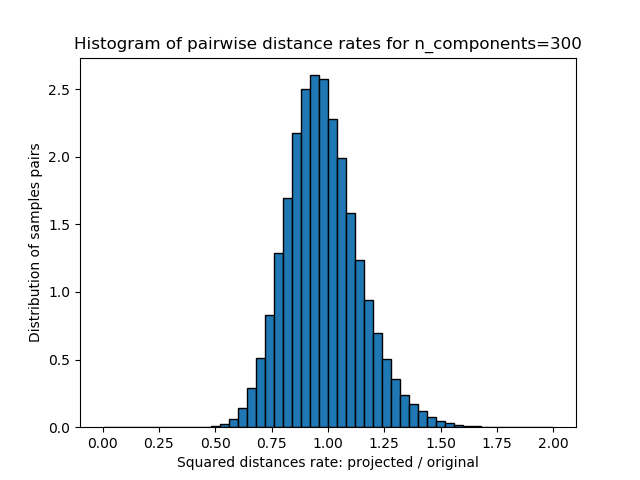 Histogram of pairwise distance rates for n_components=300
Distribution of samples pairs
2.5
2.0
1.5
1.0
0.5
0.0
0.00 0.25 0.50 0.75 1.00 1.25 1.50 1.75 2.00
Squared distances rate: projected / original